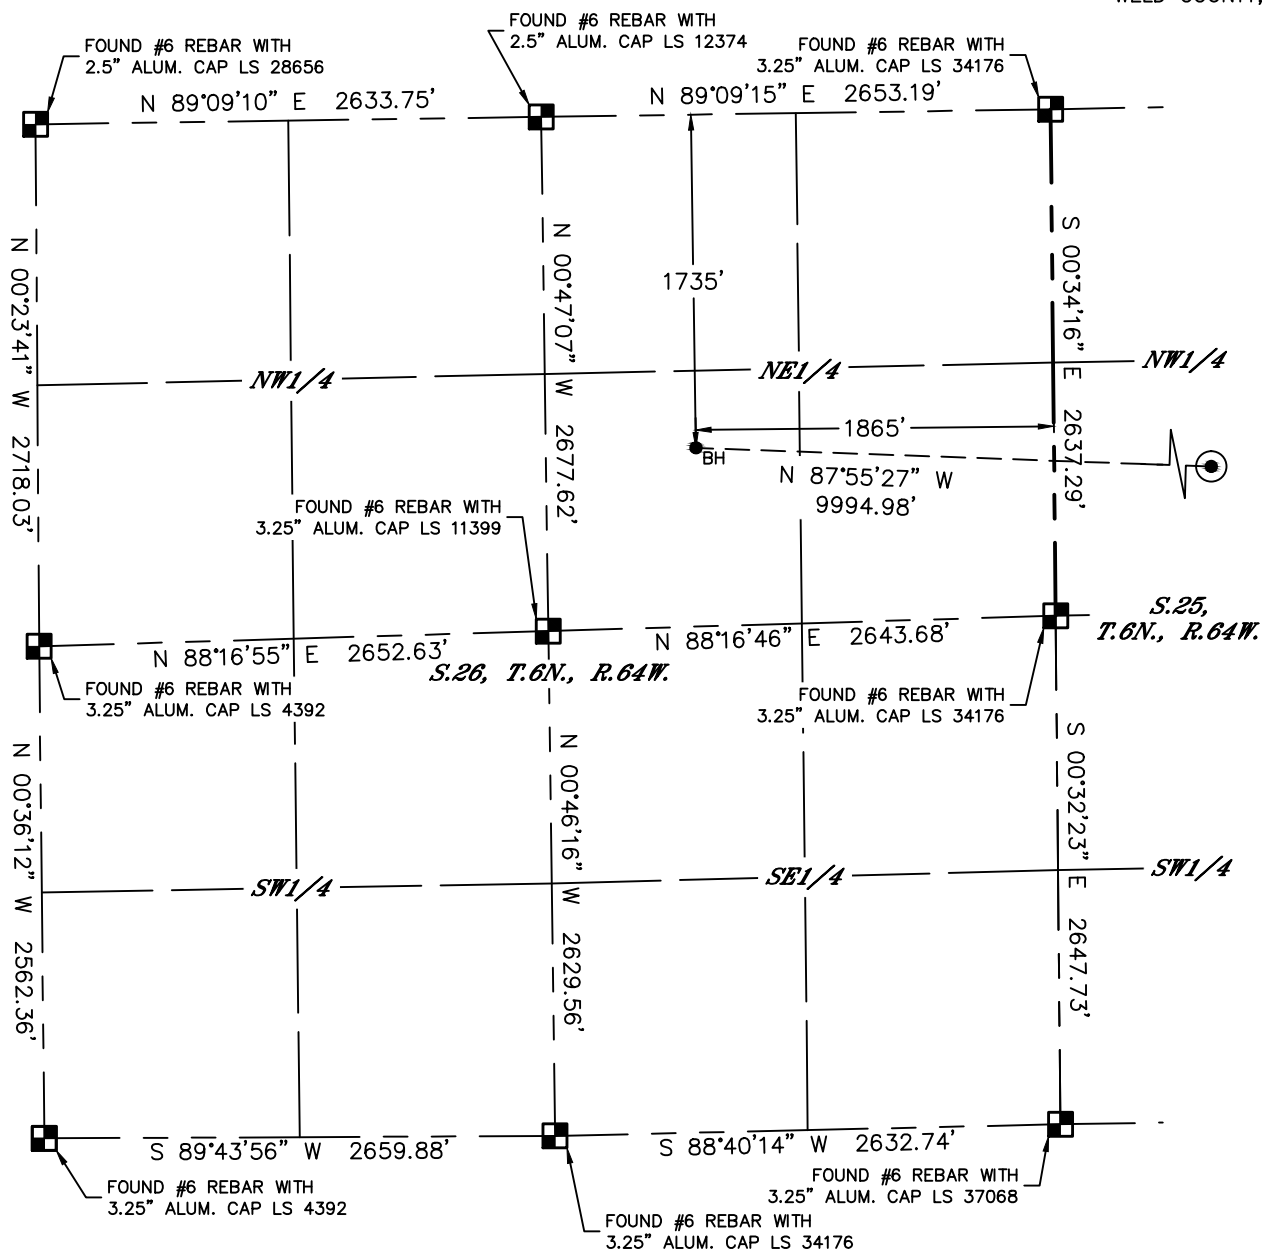 WELD COUNTY,
FOUND #6 REBAR WITH
2.5" ALUM. CAP LS 28656
FOUND #6 REBAR WITH
2.5" ALUM. CAP LS 12374
FOUND #6 REBAR WITH
3.25" ALUM. CAP LS 34176
N 89°09'10" E 2633.75'
N 89°09'15" E 2653.19'
N 00°23'41" W 2718.03'
N 00°47'07" W 2677.62'
S 00°34'16" E 2637.29'
1735'
NW1/4
NE1/4
NW1/4
1865'
BH
N 87°55'27" W
9994.98'
FOUND #6 REBAR WITH
3.25" ALUM. CAP LS 11399
S.25,
T.6N., R.64W.
N 88°16'55" E 2652.63'
N 88°16'46" E 2643.68'
S.26, T.6N., R.64W.
FOUND #6 REBAR WITH
3.25" ALUM. CAP LS 4392
FOUND #6 REBAR WITH
3.25" ALUM. CAP LS 34176
N 00°36'12" W 2562.36'
N 00°46'16" W 2629.56'
S 00°32'23" E 2647.73'
SW1/4
SE1/4
SW1/4
S 89°43'56" W 2659.88'
S 88°40'14" W 2632.74'
FOUND #6 REBAR WITH
3.25" ALUM. CAP LS 4392
FOUND #6 REBAR WITH
3.25" ALUM. CAP LS 37068
FOUND #6 REBAR WITH
3.25" ALUM. CAP LS 34176